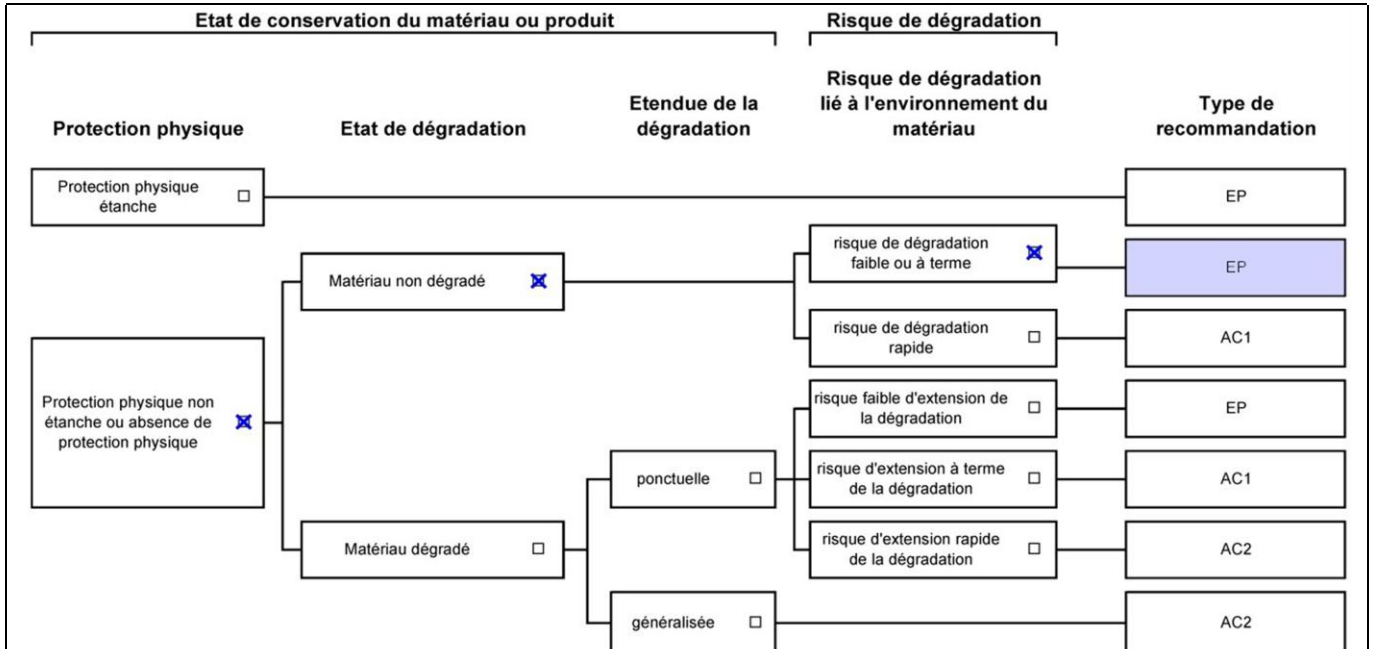 Etat de conservation du matériau ou produit
Risque de dégradation
Protection physique
Etat de dégradation
Etendue de la
dégradation
Risque de dégradation
lié à l'environnement du
matériau
Type de
recommandation
Protection physique
étanche
EP
risque de dégradation
faible ou à terme
EP
Matériau non dégradé
risque de dégradation
rapide
AC1
Protection physique non
étanche ou absence de
protection physique
risque faible d'extension de
la dégradation
EP
ponctuelle
risque d'extension à terme
de la dégradation
AC1
Matériau dégradé
risque d'extension rapide
de la dégradation
AC2
généralisée
AC2